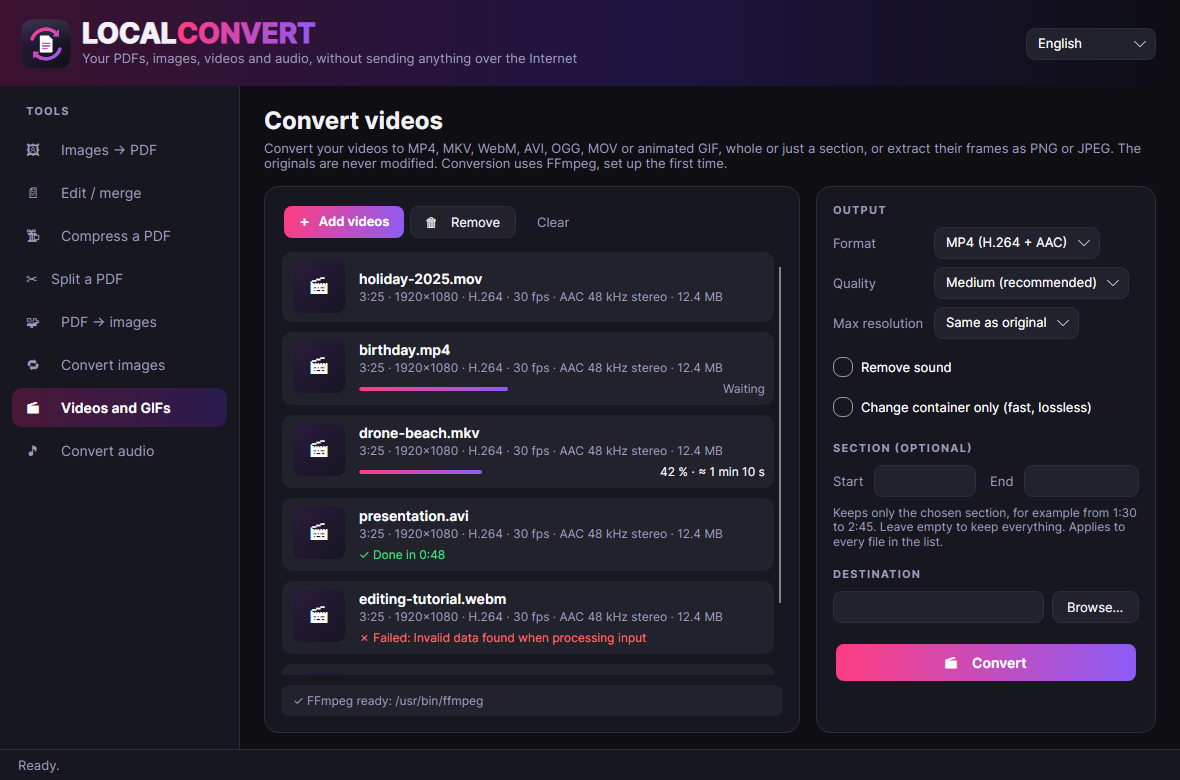 LOCALCONVERT
Your PDFs, images, videos and audio, without sending anything over the Internet
English
TOOLS
Images → PDF
Edit / merge
Compress a PDF
Split a PDF
PDF → images
Convert images
Videos and GIFs
Convert audio
Convert videos
Convert your videos to MP4, MKV, WebM, AVI, OGG, MOV or animated GIF, whole or just a section, or extract their frames as PNG or JPEG. The
originals are never modified. Conversion uses FFmpeg, set up the first time.
+ Add videos
Remove
Clear
holiday-2025.mov
3:25 · 1920×1080 · H.264 · 30 fps · AAC 48 kHz stereo · 12.4 MB
birthday.mp4
3:25 · 1920×1080 · H.264 · 30 fps · AAC 48 kHz stereo · 12.4 MB
Waiting
drone-beach.mkv
3:25 · 1920×1080 · H.264 · 30 fps · AAC 48 kHz stereo · 12.4 MB
42 % · ≈ 1 min 10 s
presentation.avi
3:25 · 1920×1080 · H.264 · 30 fps · AAC 48 kHz stereo · 12.4 MB
✓ Done in 0:48
editing-tutorial.webm
3:25 · 1920×1080 · H.264 · 30 fps · AAC 48 kHz stereo · 12.4 MB
× Failed: Invalid data found when processing input
✓ FFmpeg ready: /usr/bin/ffmpeg
OUTPUT
Format
MP4 (H.264 + AAC)
Quality
Medium (recommended)
Max resolution
Same as original
Remove sound
Change container only (fast, lossless)
SECTION (OPTIONAL)
Start
End
Keeps only the chosen section, for example from 1:30
to 2:45. Leave empty to keep everything. Applies to
every file in the list.
DESTINATION
Browse...
Convert
Ready.